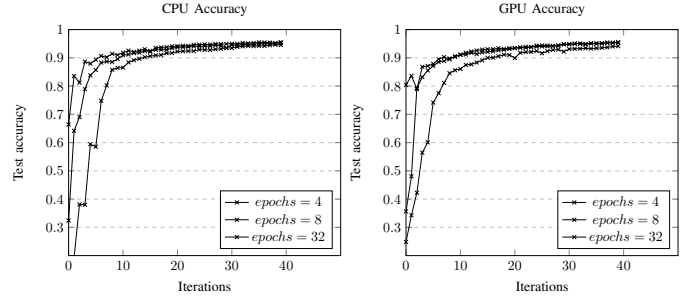 CPU Accuracy
Test accuracy
1
0.9
0.8
0.7
0.6
0.5
0.4
0.3
0
10
20
30
40
Iterations
epochs = 4
epochs = 8
epochs = 32
GPU Accuracy
Test accuracy
1
0.9
0.8
0.7
0.6
0.5
0.4
0.3
0
10
20
30
40
Iterations
epochs = 4
epochs = 8
epochs = 32